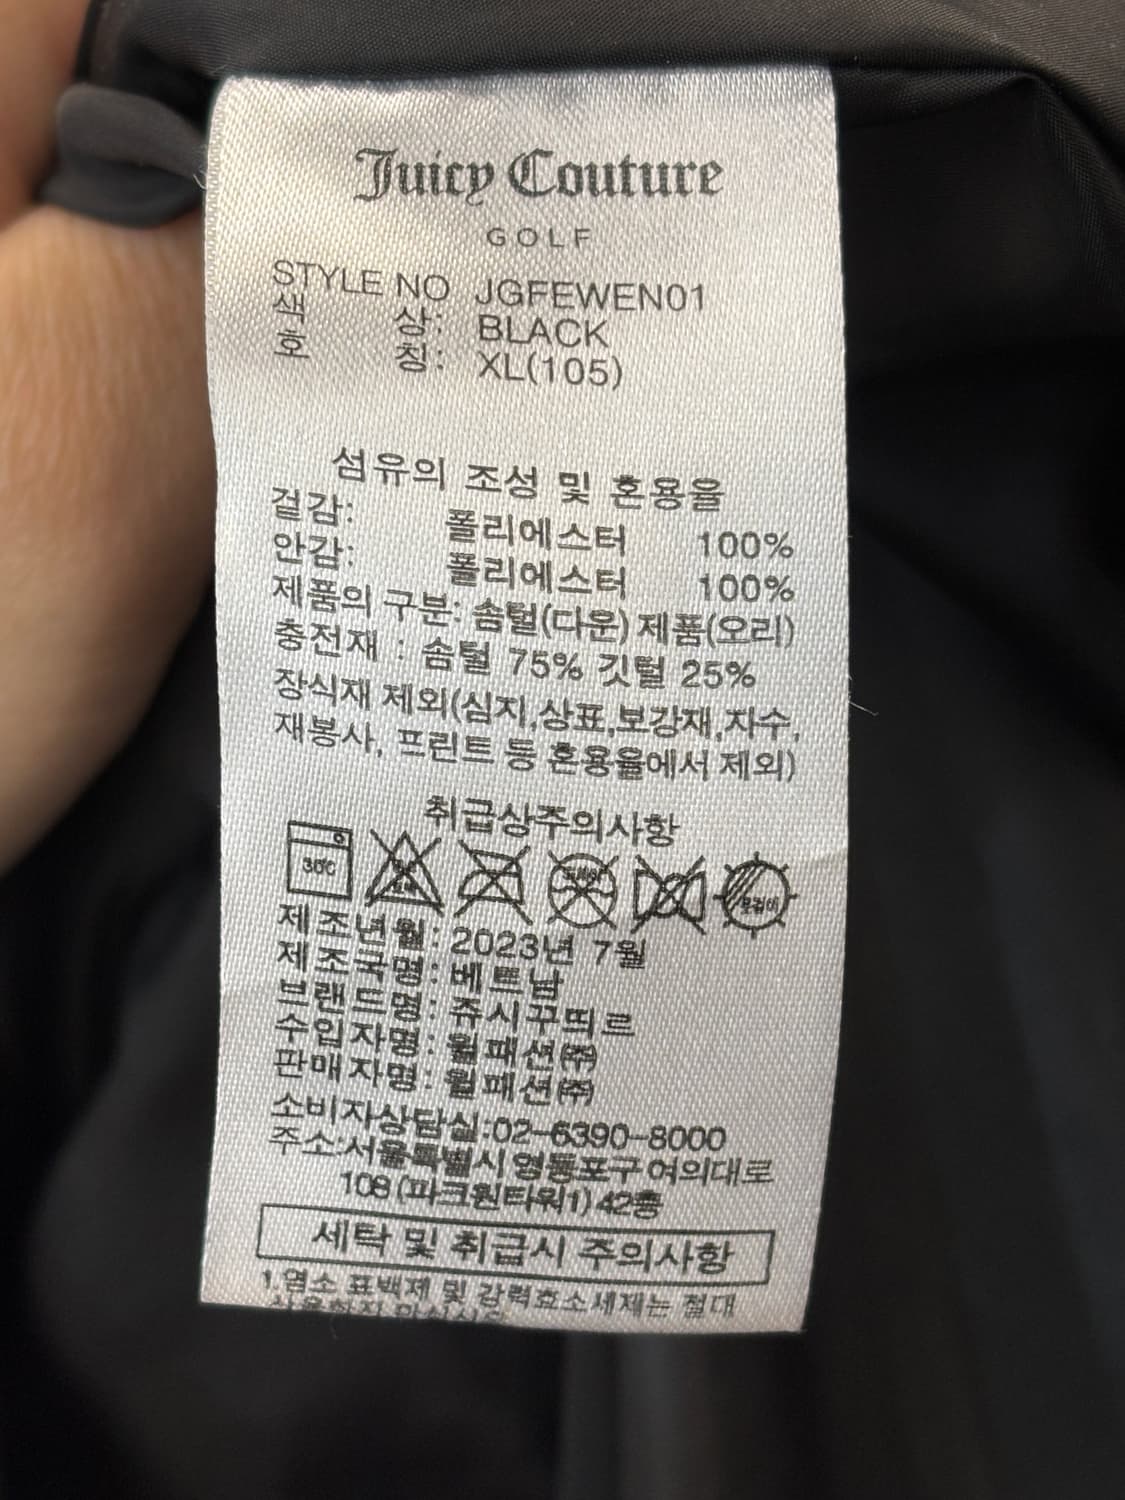 Juicy Couture
GOLF
STYLE NO JGFEWEN01
색 상: BLACK
호 칭: XL(105)
섬유의 조성 및 혼용율
겉감: 폴리에스터 100%
안감: 폴리에스터 100%
제품의 구분: 솜털(다운) 제품(오리)
충전재 : 솜털 75% 깃털 25%
장식재 제외(심지,상표,보강재,자수,
재봉사, 프린트 등 혼용율에서 제외)
취급상주의사항
30℃
제조년월: 2023년 7월
제조국명: 베트남
브랜드명: 쥬시꾸띄르
수입자명: 월패션㈜
판매자명: 월패션㈜
소비자상담실:02-6390-8000
주소:서울특별시 영등포구 여의대로
108 (파크원타워1) 42층
세탁 및 취급시 주의사항
1.염소 표백제 및 강력효소세제는 절대